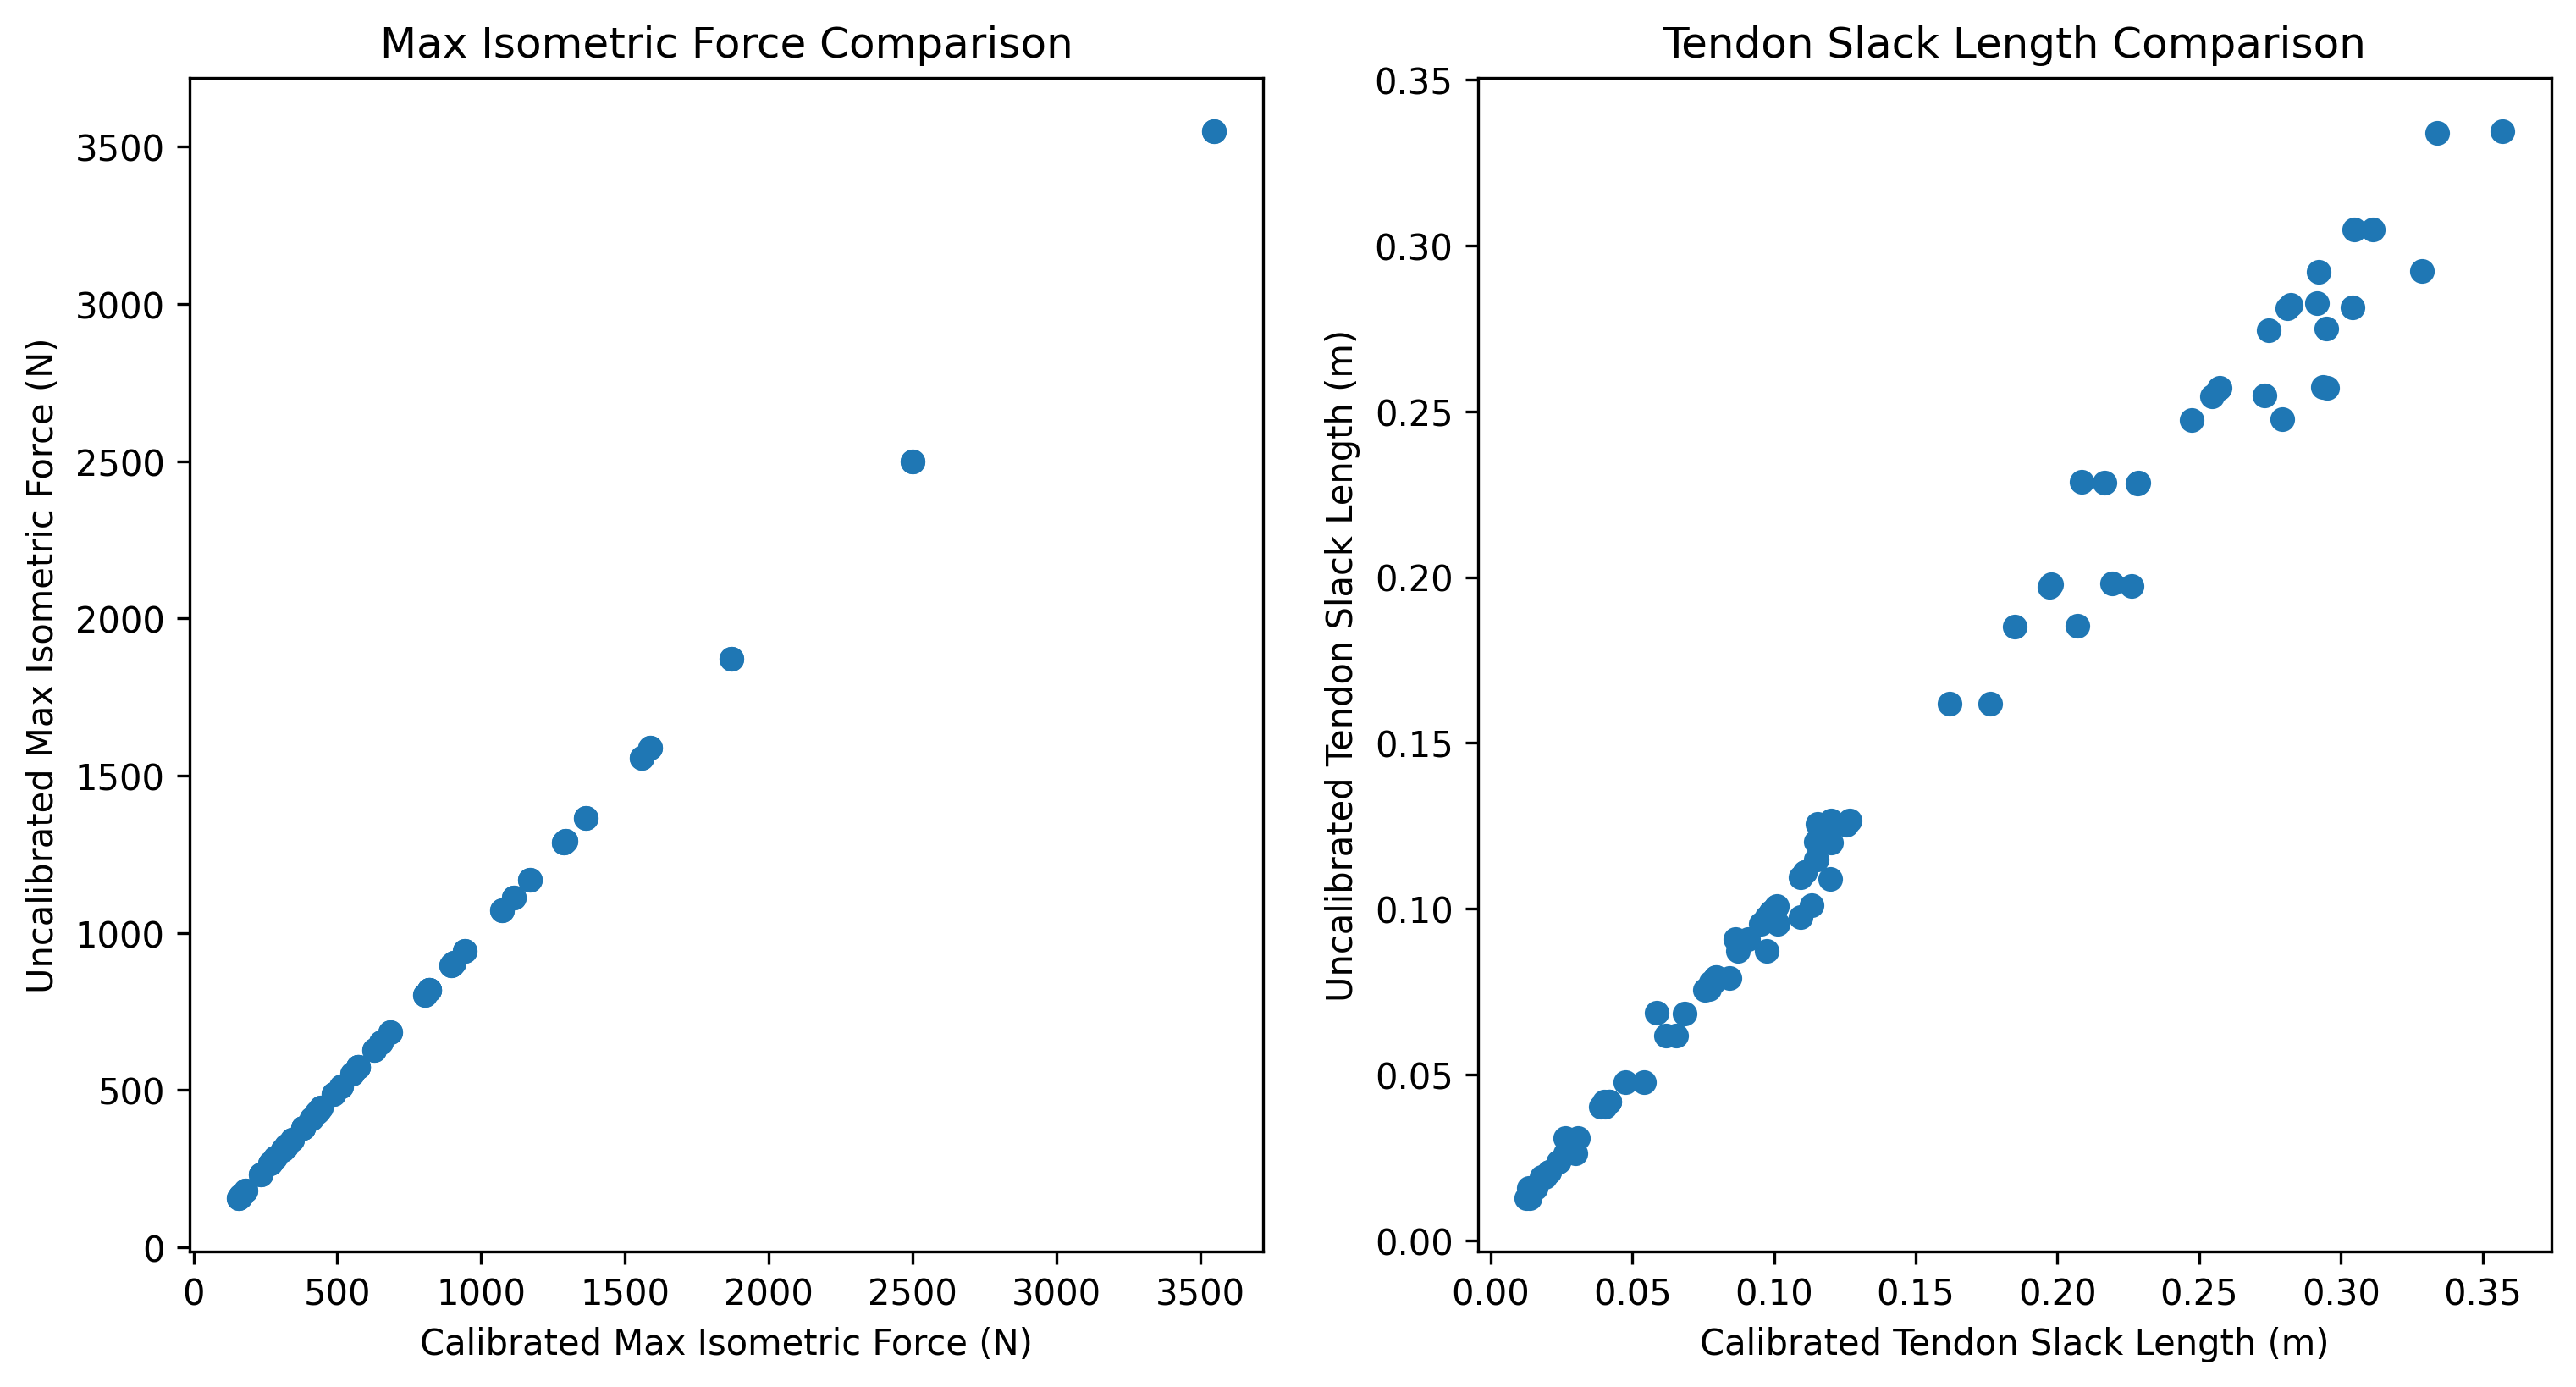 Max Isometric Force Comparison
Uncalibrated Max Isometric Force (N)
3500
3000
2500
2000
1500
1000
500
0
0 500 1000 1500 2000 2500 3000 3500
Calibrated Max Isometric Force (N)
Tendon Slack Length Comparison
Uncalibrated Tendon Slack Length (m)
0.35
0.30
0.25
0.20
0.15
0.10
0.05
0.00
0.00 0.05 0.10 0.15 0.20 0.25 0.30 0.35
Calibrated Tendon Slack Length (m)